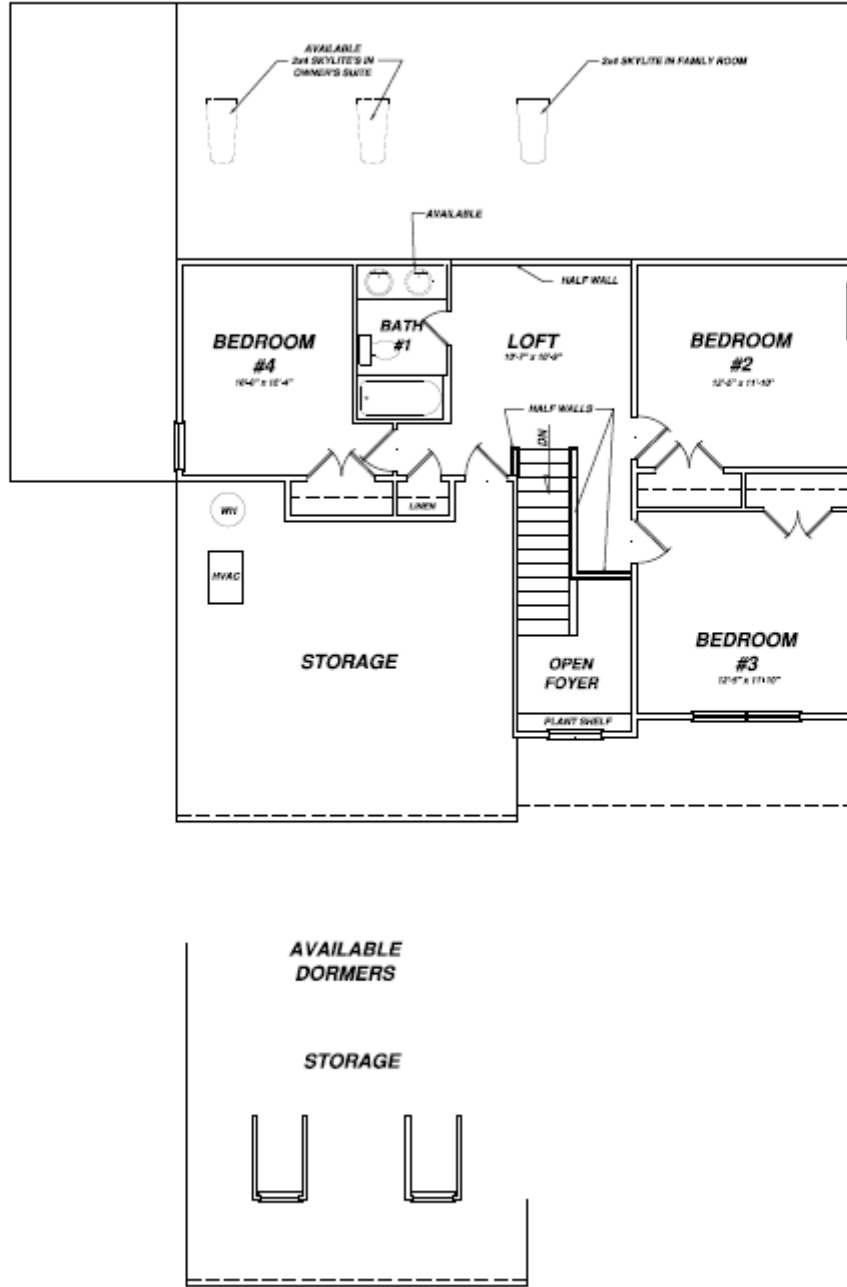 AVAILABLE
2x4 SKYLITE'S IN
OWNER'S SUITE
2x4 SKYLITE IN FAMILY ROOM
AVAILABLE
HALF WALL
BEDROOM
#4
BATH
#1
LOFT
BEDROOM
#2
HALF WALLS
DN
WH
LINEN
HVAC
STORAGE
OPEN
FOYER
BEDROOM
#3
PLANT SHELF
AVAILABLE
DORMERS
STORAGE